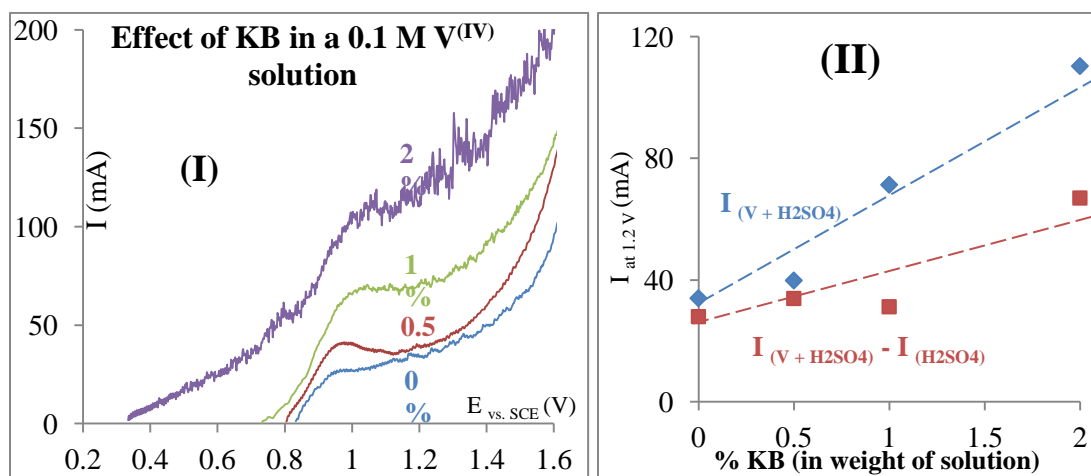 Effect of KB in a 0.1 M V(IV)
solution
(I)
I (mA)
200
150
100
50
0
0.2 0.4 0.6 0.8 1 1.2 1.4 1.6
2
%
1
%
0.5
0
%
E vs. SCE (V)
(II)
I at 1.2 V (mA)
120
80
40
0
0 0.5 1 1.5 2
I (V + H2SO4)
I (V + H2SO4) - I (H2SO4)
% KB (in weight of solution)